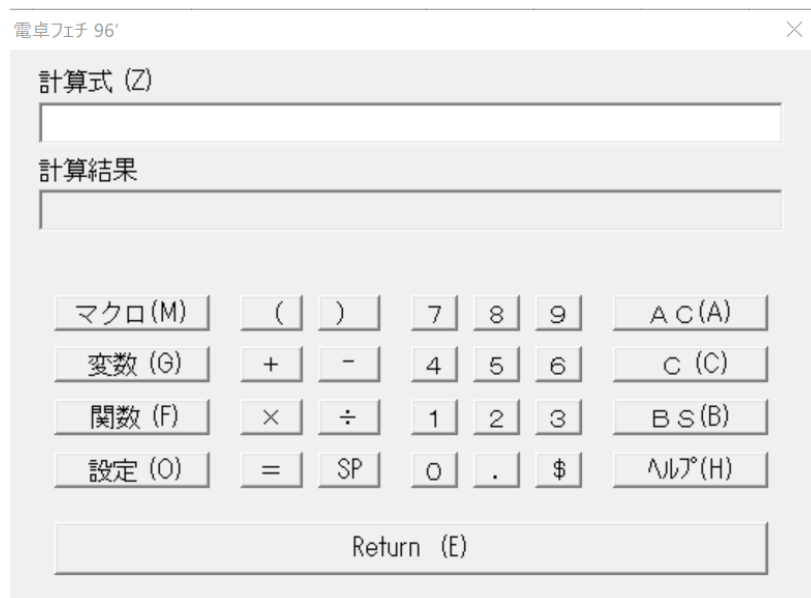 電卓フェチ 96'
計算式 (Z)
計算結果
マクロ(M) ( ) 7 8 9 AC(A)
変数 (G) + - 4 5 6 C (C)
関数 (F) × ÷ 1 2 3 BS(B)
設定 (O) = SP 0 . $ ヘルプ(H)
Return (E)